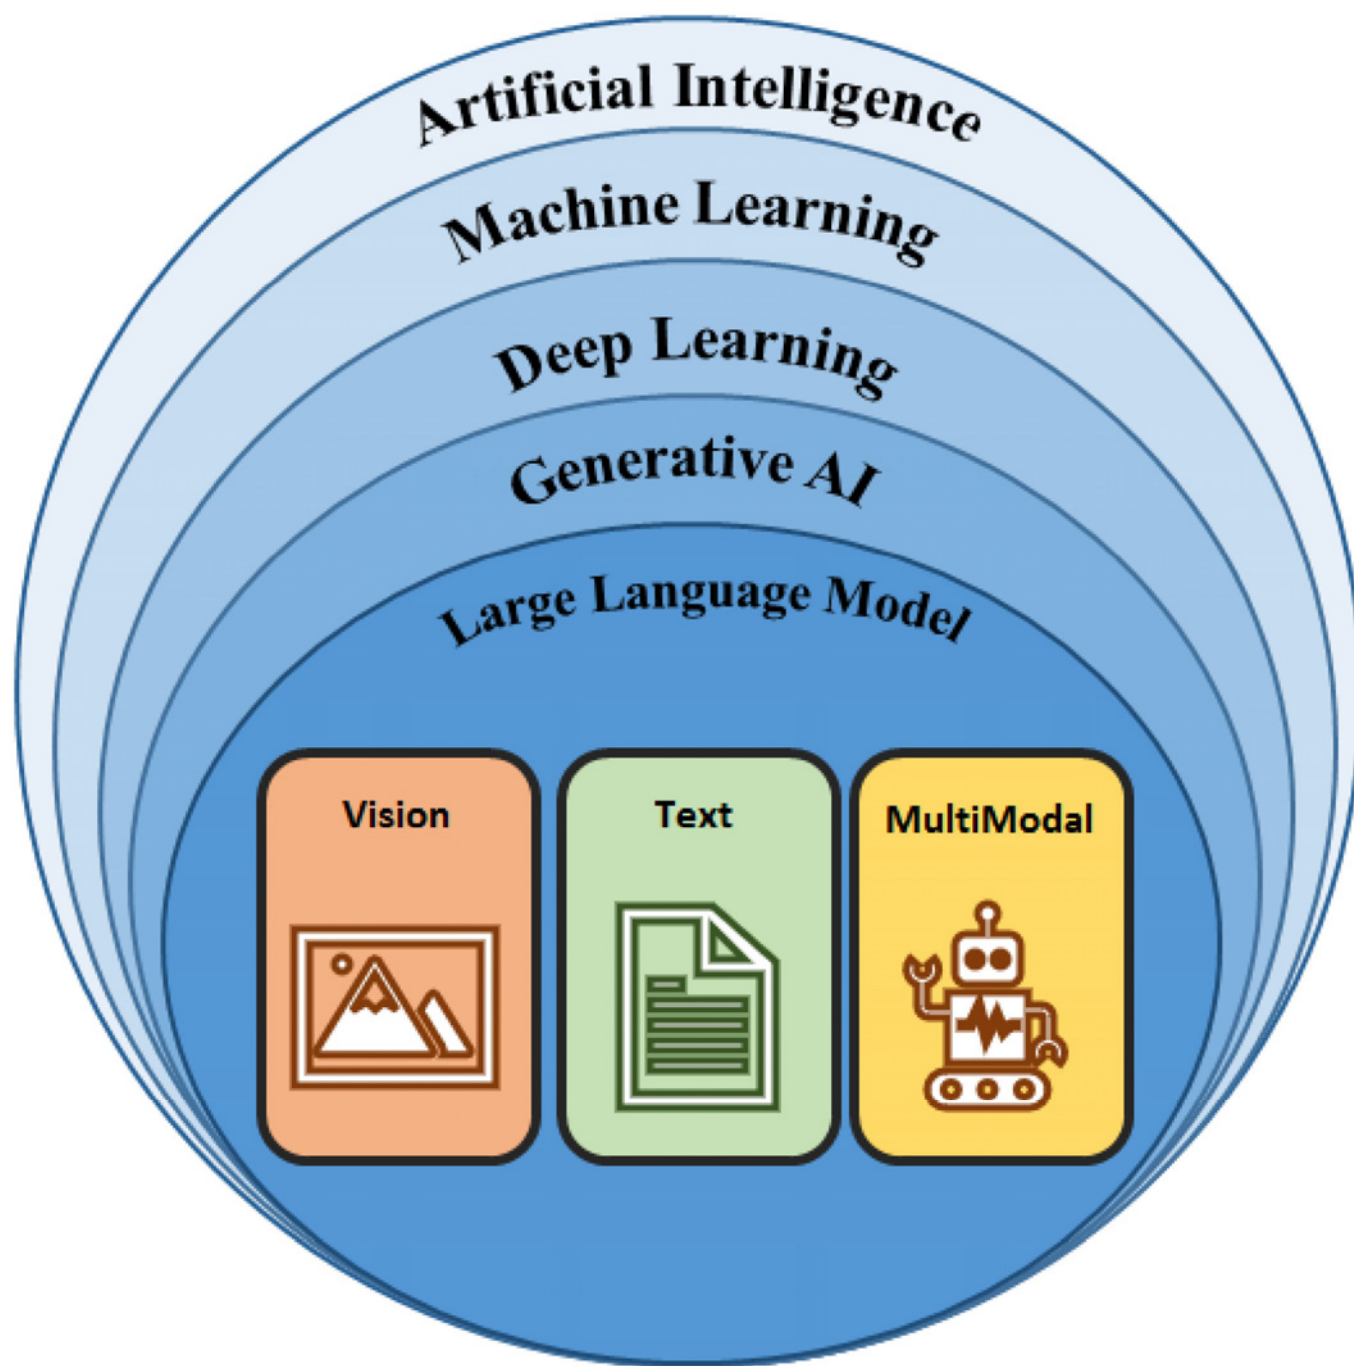 Artificial Intelligence
Machine Learning
Deep Learning
Generative AI
Large Language Model
Vision
Text
MultiModal